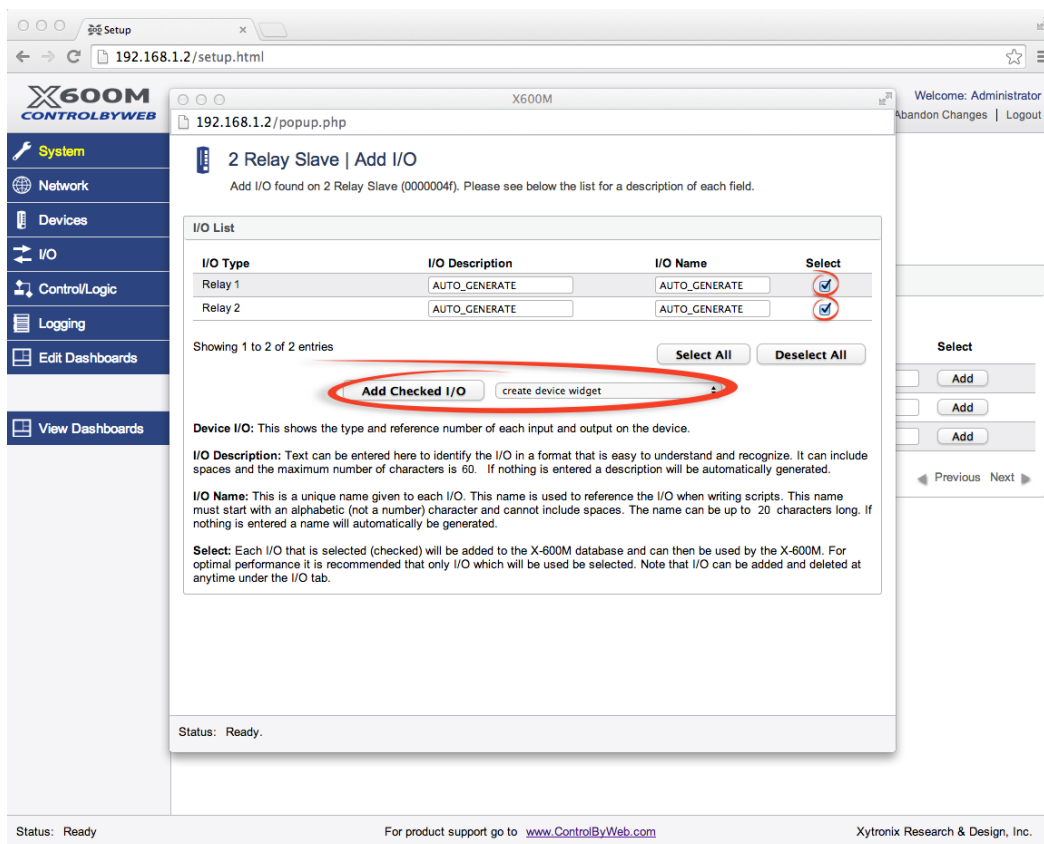 Setup
192.168.1.2/setup.html
X600M
CONTROLBYWEB
Welcome: Administrator
Abandon Changes | Logout
System
Network
Devices
I/O
Control/Logic
Logging
Edit Dashboards
View Dashboards
X600M
192.168.1.2/popup.php
2 Relay Slave | Add I/O
Add I/O found on 2 Relay Slave (0000004f). Please see below the list for a description of each field.
I/O List
I/O Type I/O Description I/O Name Select
Relay 1 AUTO_GENERATE AUTO_GENERATE
Relay 2 AUTO_GENERATE AUTO_GENERATE
Showing 1 to 2 of 2 entries
Select All Deselect All
Add Checked I/O create device widget
Device I/O: This shows the type and reference number of each input and output on the device.
I/O Description: Text can be entered here to identify the I/O in a format that is easy to understand and recognize. It can include
spaces and the maximum number of characters is 60. If nothing is entered a description will be automatically
generated.
I/O Name: This is a unique name given to each I/O. This name is used to reference the I/O when writing scripts. This name
must start with an alphabetic (not a number) character and cannot include spaces. The name can be up to 20 characters long. If
nothing is entered a name will automatically be generated.
Select: Each I/O that is selected (checked) will be added to the X-600M database and can then be used by the X-600M. For
optimal performance it is recommended that only I/O which will be used be selected. Note that I/O can be added and deleted at
anytime under the I/O tab.
Status: Ready.
Select
Add
Add
Add
Previous Next
Status: Ready
For product support go to www.ControlByWeb.com
Xytronix Research & Design, Inc.